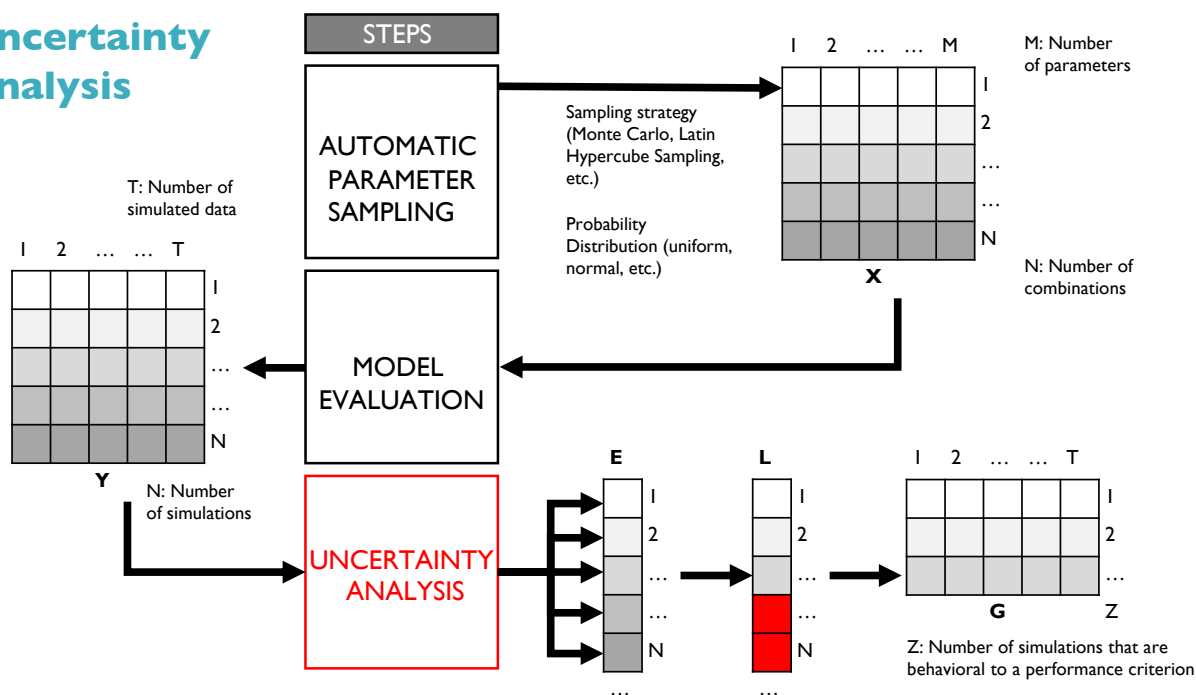 ncertainty
nalysis
STEPS
AUTOMATIC
PARAMETER
SAMPLING
Sampling strategy
(Monte Carlo, Latin
Hypercube Sampling,
etc.)
Probability
Distribution (uniform,
normal, etc.)
1 2 … … M
1
2
…
…
N
X
M: Number
of parameters
N: Number of
combinations
T: Number of
simulated data
1 2 … … T
1
2
…
…
N
Y
N: Number
of simulations
MODEL
EVALUATION
UNCERTAINTY
ANALYSIS
E
1
2
…
…
N
…
L
1
2
…
…
N
…
1 2 … … T
1
2
…
G Z
Z: Number of simulations that are
behavioral to a performance criterion